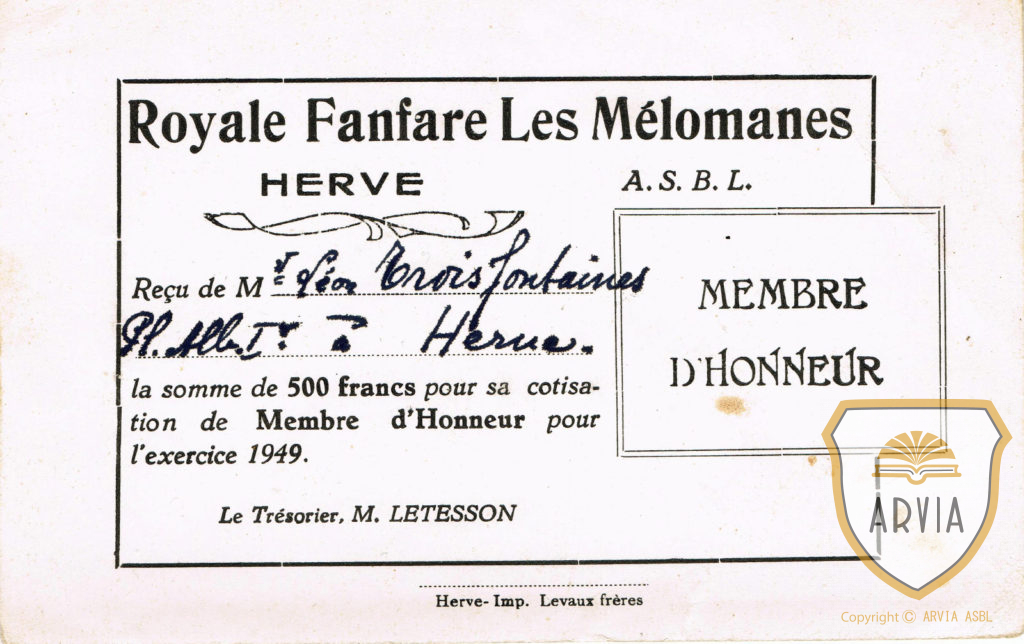 Royale Fanfare Les Mélomanes
HERVE
A. S. B. L.
Reçu de Mr Léon Troisfontaines
Pl. Alb. Ir à Herve.
la somme de 500 francs pour sa cotisa-
tion de Membre d'Honneur pour
l'exercice 1949.
Le Trésorier, M. LETESSON
MEMBRE
D'HONNEUR
Herve- Imp. Levaux frères
ARVIA
Copyright © ARVIA ASBL